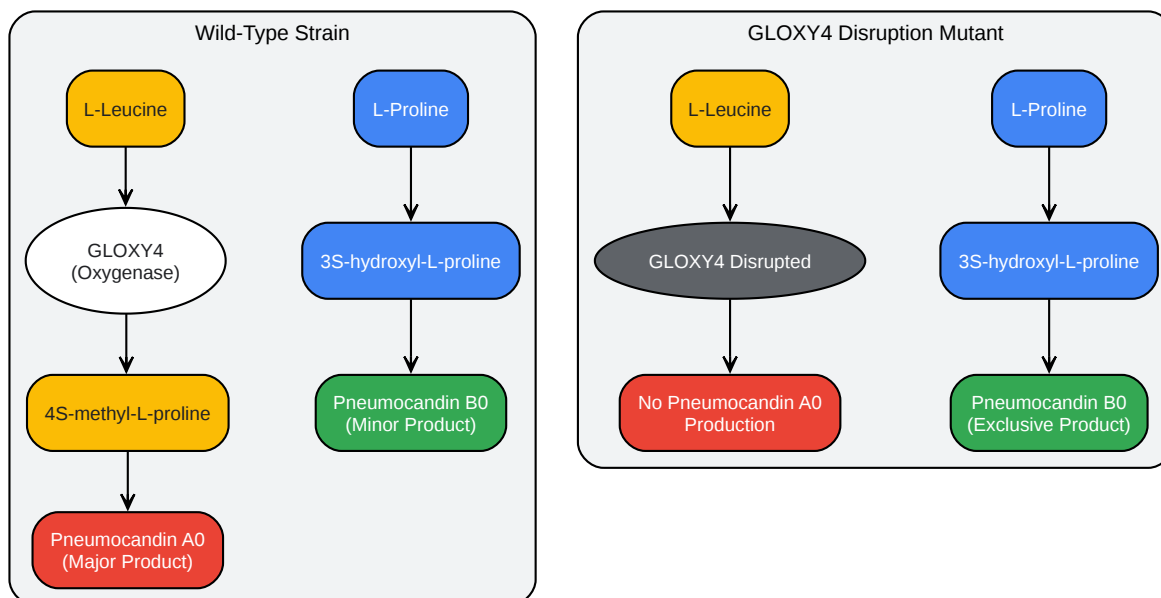 Wild-Type Strain
L-Leucine
L-Proline
GLOXY4
(Oxygenase)
3S-hydroxyl-L-proline
4S-methyl-L-proline
Pneumocandin B0
(Minor Product)
Pneumocandin A0
(Major Product)
GLOXY4 Disruption Mutant
L-Leucine
L-Proline
GLOXY4 Disrupted
3S-hydroxyl-L-proline
No Pneumocandin A0
Production
Pneumocandin B0
(Exclusive Product)